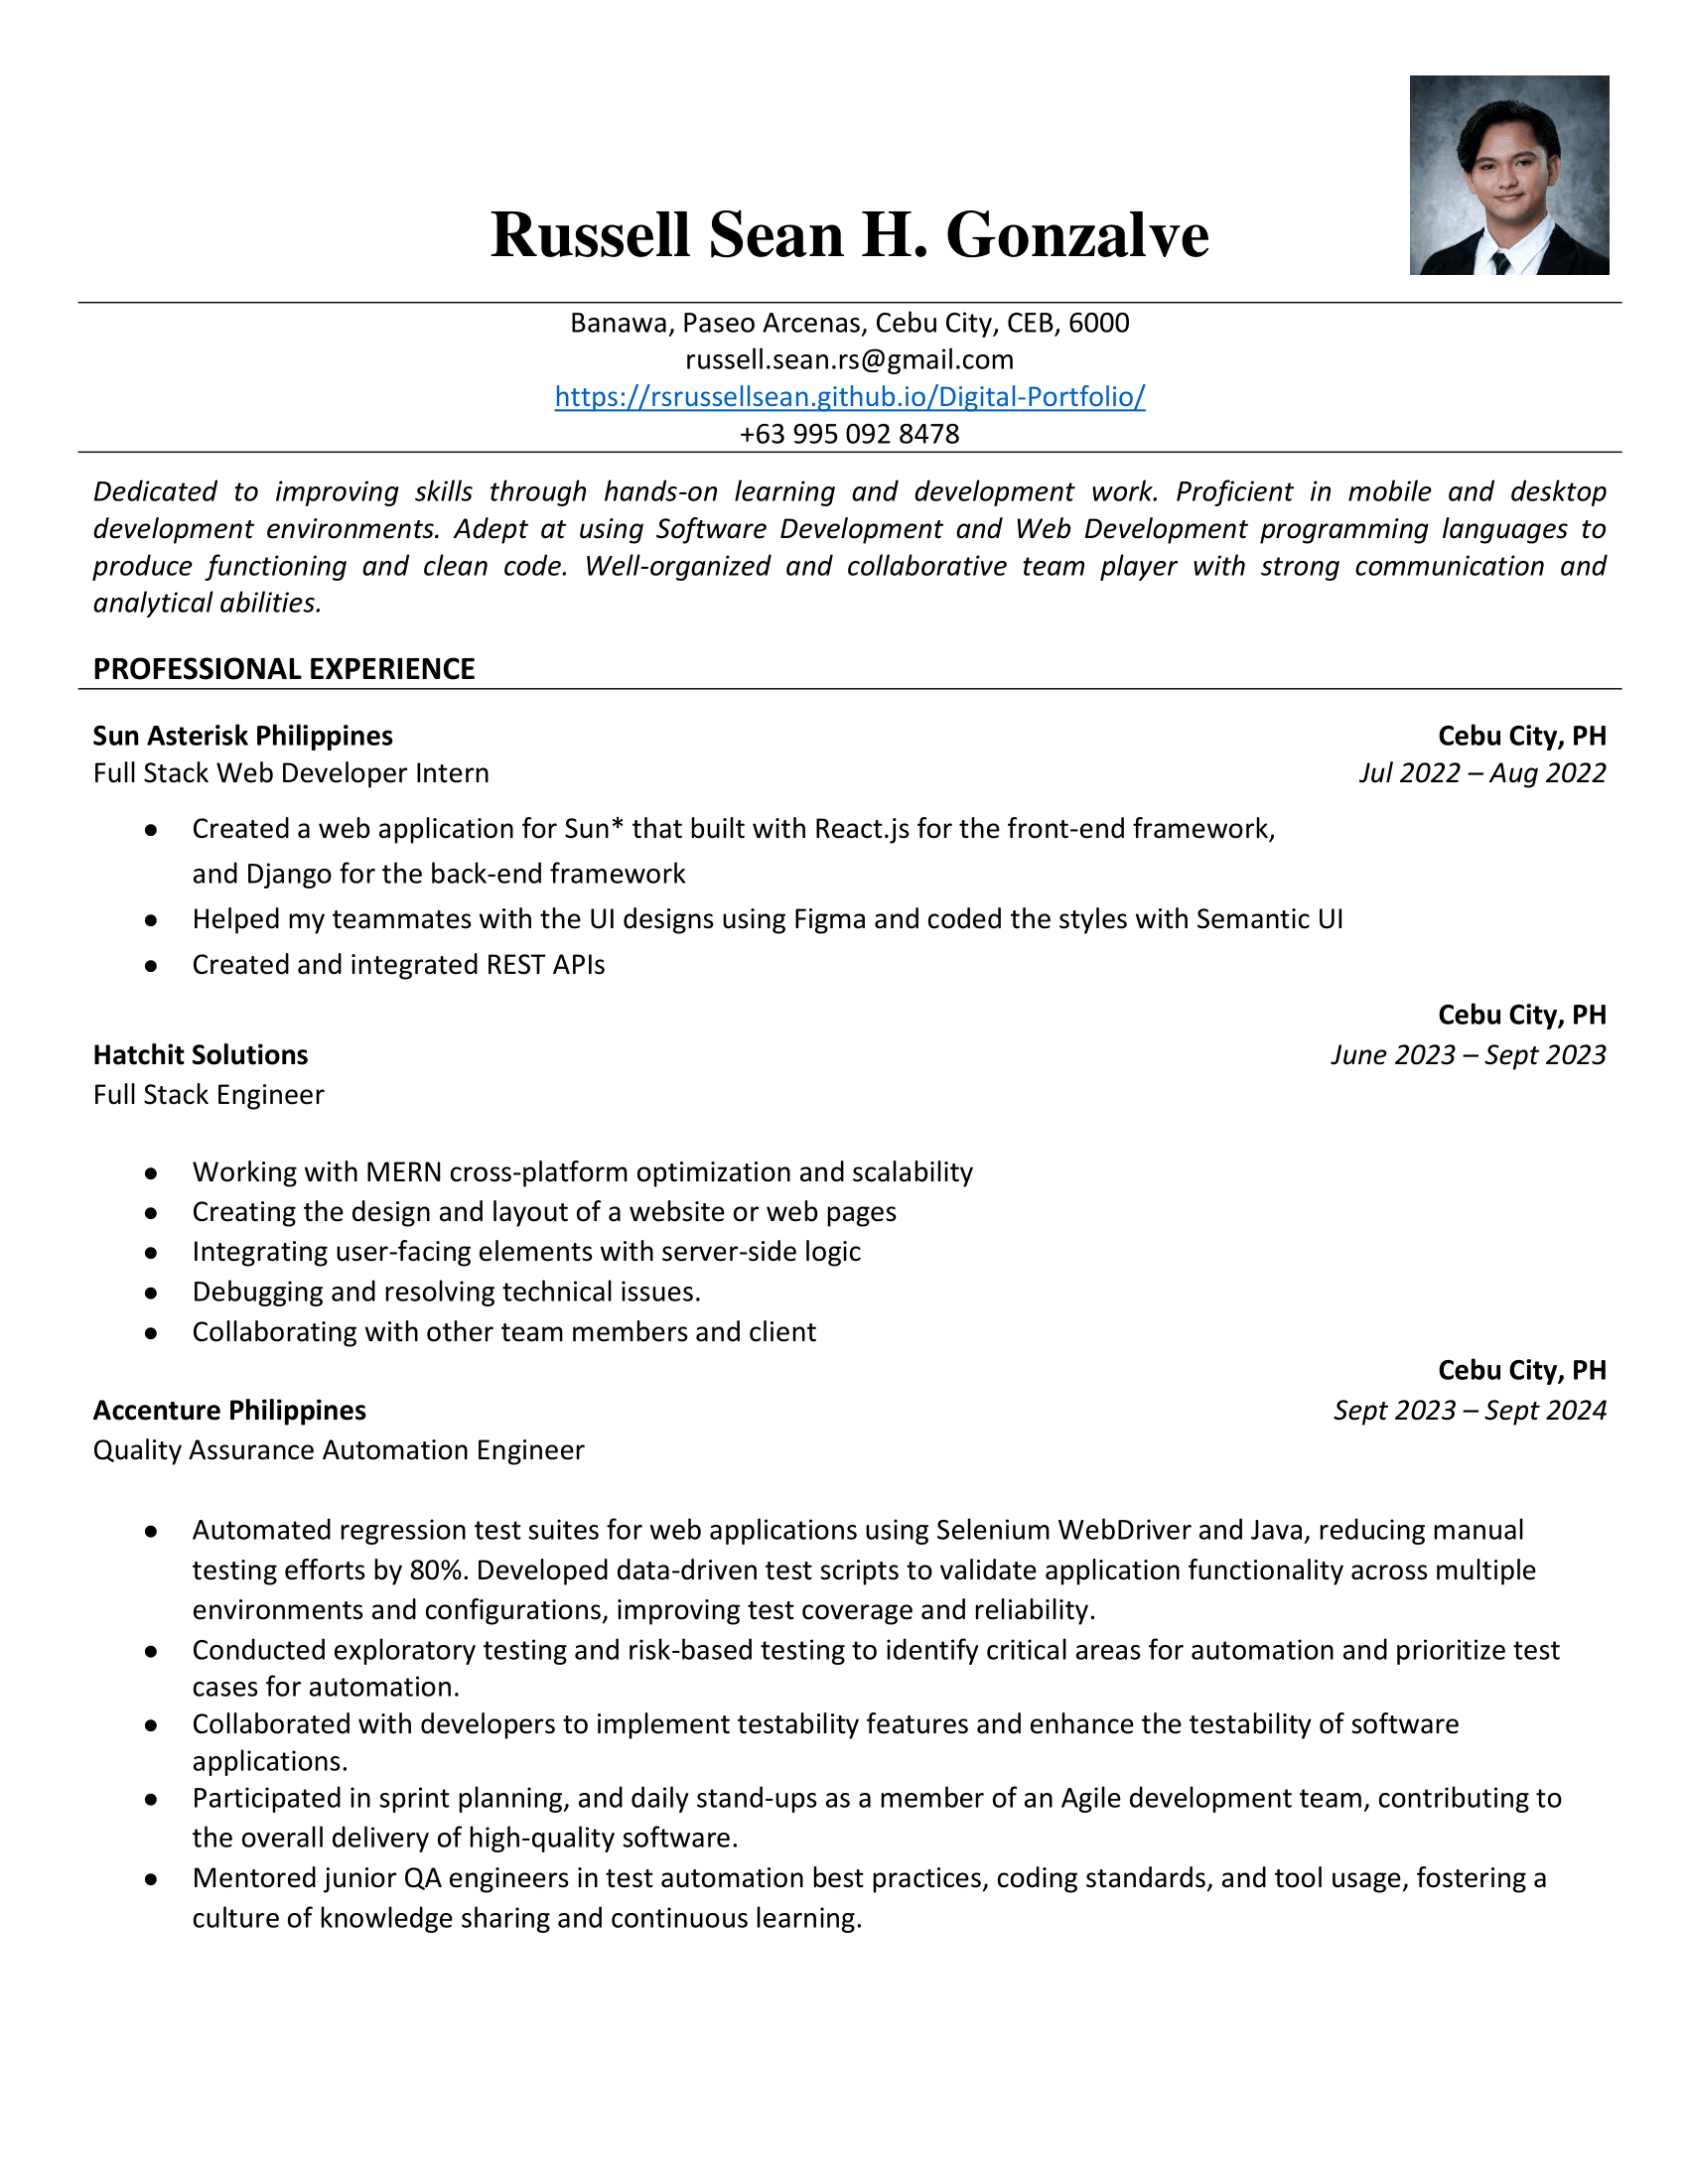 Russell Sean H. Gonzalve
Banawa, Paseo Arcenas, Cebu City, CEB, 6000
russell.sean.rs@gmail.com
https://rsrussellsean.github.io/Digital-Portfolio/
+63 995 092 8478
Dedicated to improving skills through hands-on learning and development work. Proficient in mobile and desktop
development environments. Adept at using Software Development and Web Development programming languages to
produce functioning and clean code. Well-organized and collaborative team player with strong communication and
analytical abilities.
PROFESSIONAL EXPERIENCE
Sun Asterisk Philippines Cebu City, PH
Full Stack Web Developer Intern Jul 2022 – Aug 2022
● Created a web application for Sun* that built with React.js for the front-end framework,
and Django for the back-end framework
● Helped my teammates with the UI designs using Figma and coded the styles with Semantic UI
● Created and integrated REST APIs
Cebu City, PH
Hatchit Solutions June 2023 – Sept 2023
Full Stack Engineer
● Working with MERN cross-platform optimization and scalability
● Creating the design and layout of a website or web pages
● Integrating user-facing elements with server-side logic
● Debugging and resolving technical issues.
● Collaborating with other team members and client
Cebu City, PH
Accenture Philippines Sept 2023 – Sept 2024
Quality Assurance Automation Engineer
● Automated regression test suites for web applications using Selenium WebDriver and Java, reducing manual
testing efforts by 80%. Developed data-driven test scripts to validate application functionality across multiple
environments and configurations, improving test coverage and reliability.
● Conducted exploratory testing and risk-based testing to identify critical areas for automation and prioritize test
cases for automation.
● Collaborated with developers to implement testability features and enhance the testability of software
applications.
● Participated in sprint planning, and daily stand-ups as a member of an Agile development team, contributing to
the overall delivery of high-quality software.
● Mentored junior QA engineers in test automation best practices, coding standards, and tool usage, fostering a
culture of knowledge sharing and continuous learning.